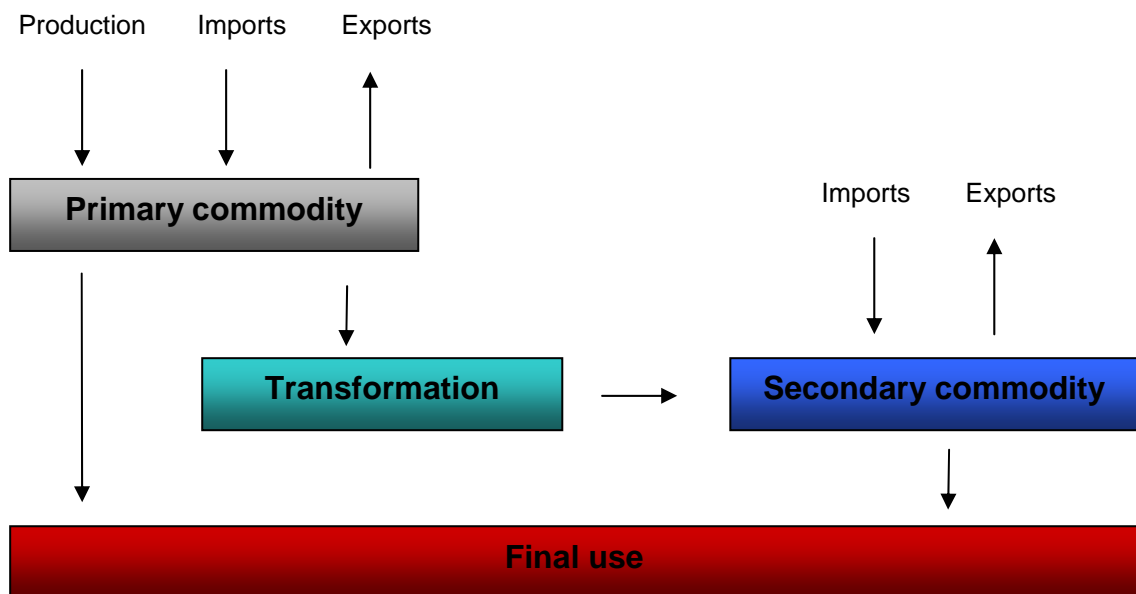 Production Imports Exports
Primary commodity
Imports Exports
Transformation
Secondary commodity
Final use